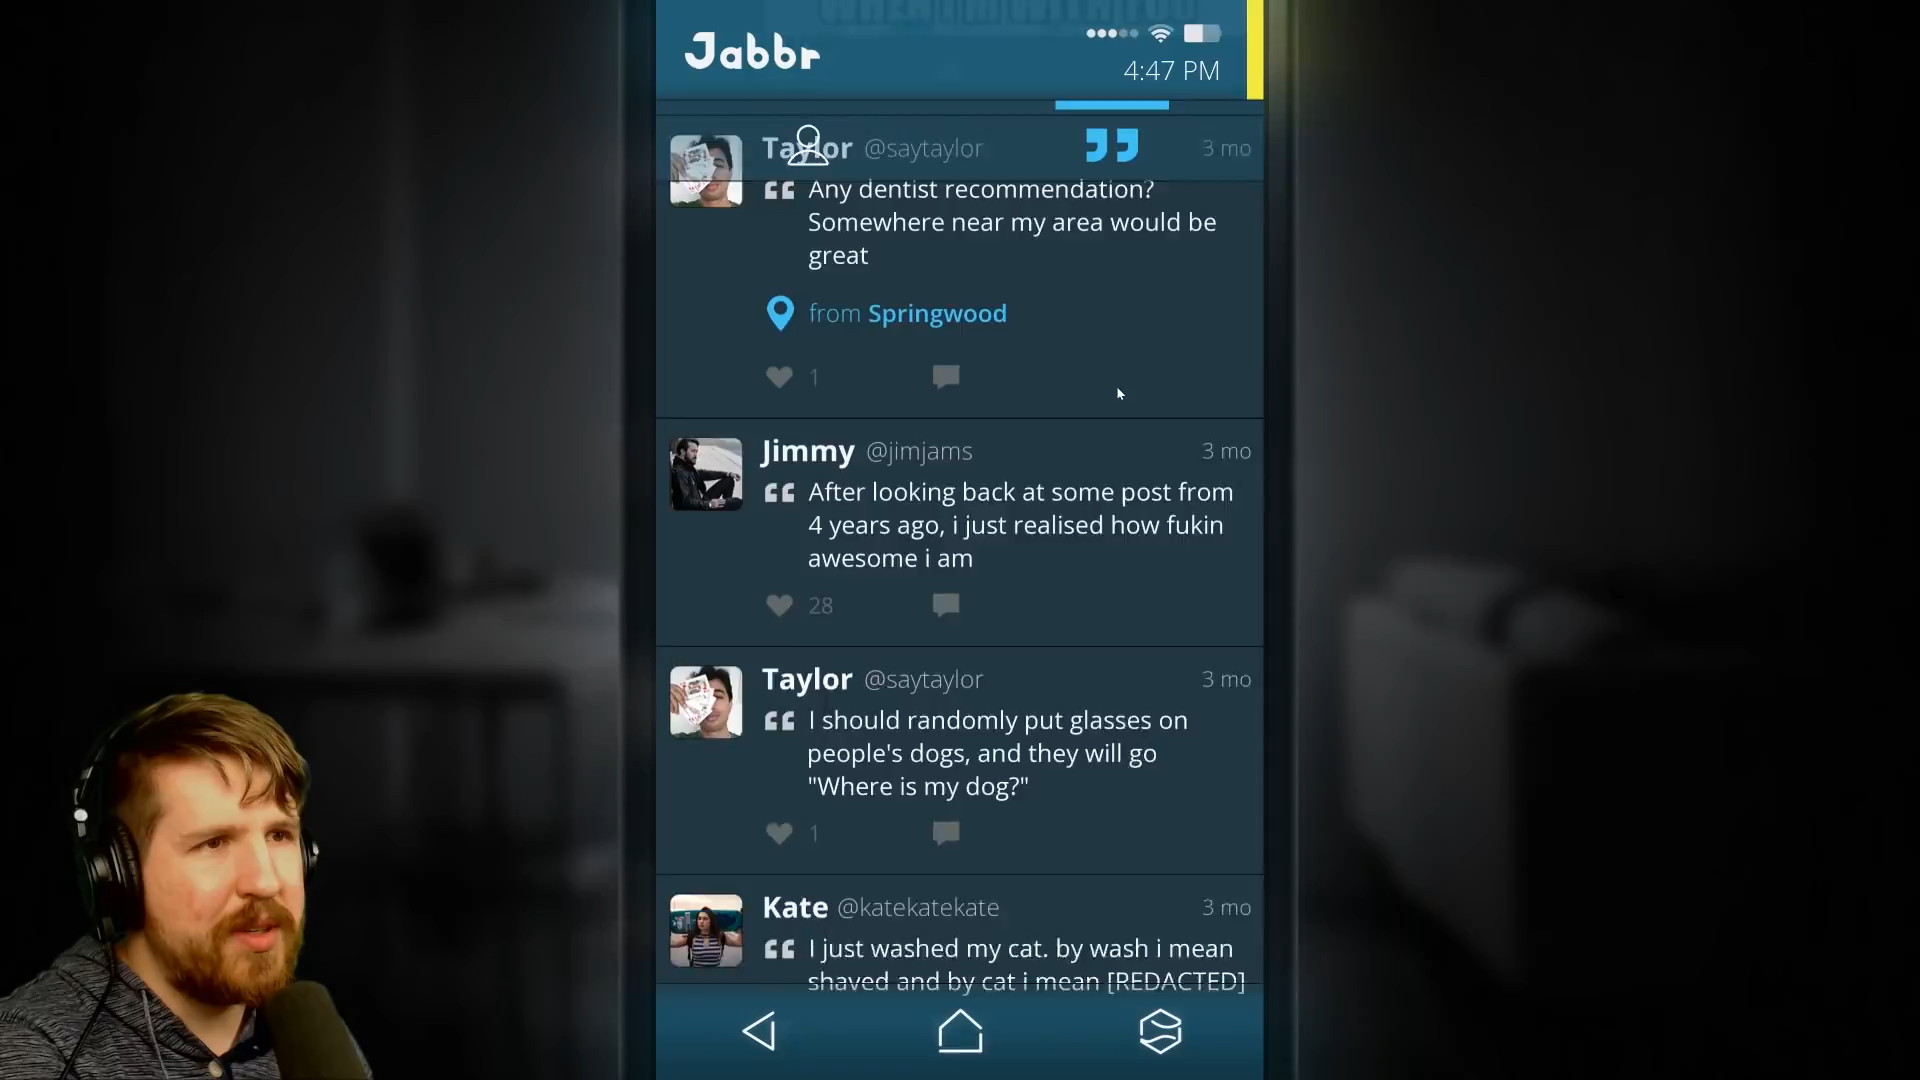 Jabbr
4:47 PM
Taylor @saytaylor 3 mo
Any dentist recommendation?
Somewhere near my area would be
great
from Springwood
1
Jimmy @jimjams 3 mo
After looking back at some post from
4 years ago, i just realised how fukin
awesome i am
28
Taylor @saytaylor 3 mo
I should randomly put glasses on
people's dogs, and they will go
"Where is my dog?"
1
Kate @katekatekate 3 mo
I just washed my cat. by wash i mean
shaved and by cat i mean [REDACTED]